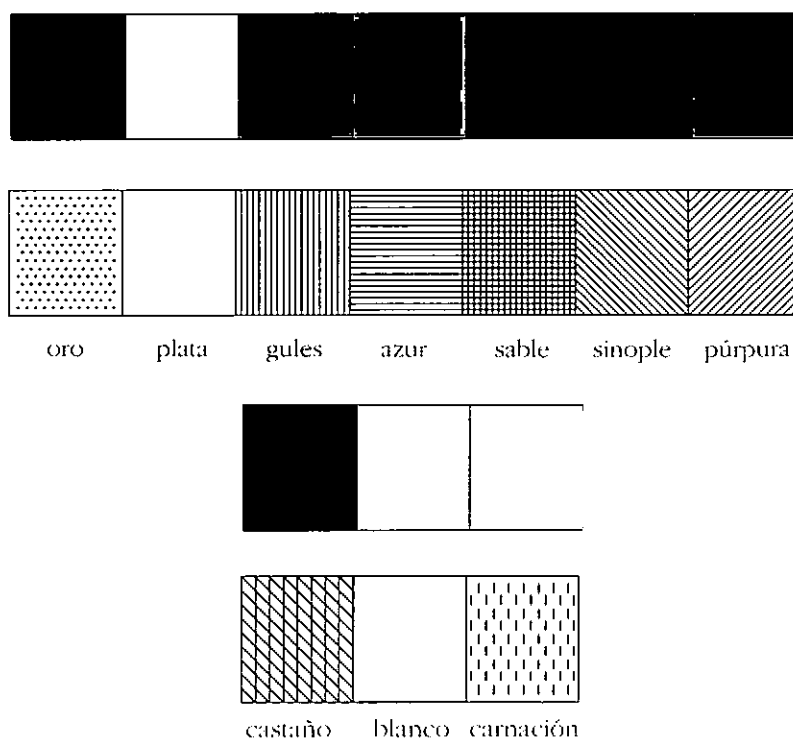 oro plata gules azur sable sinople púrpura
castaño blanco carnación